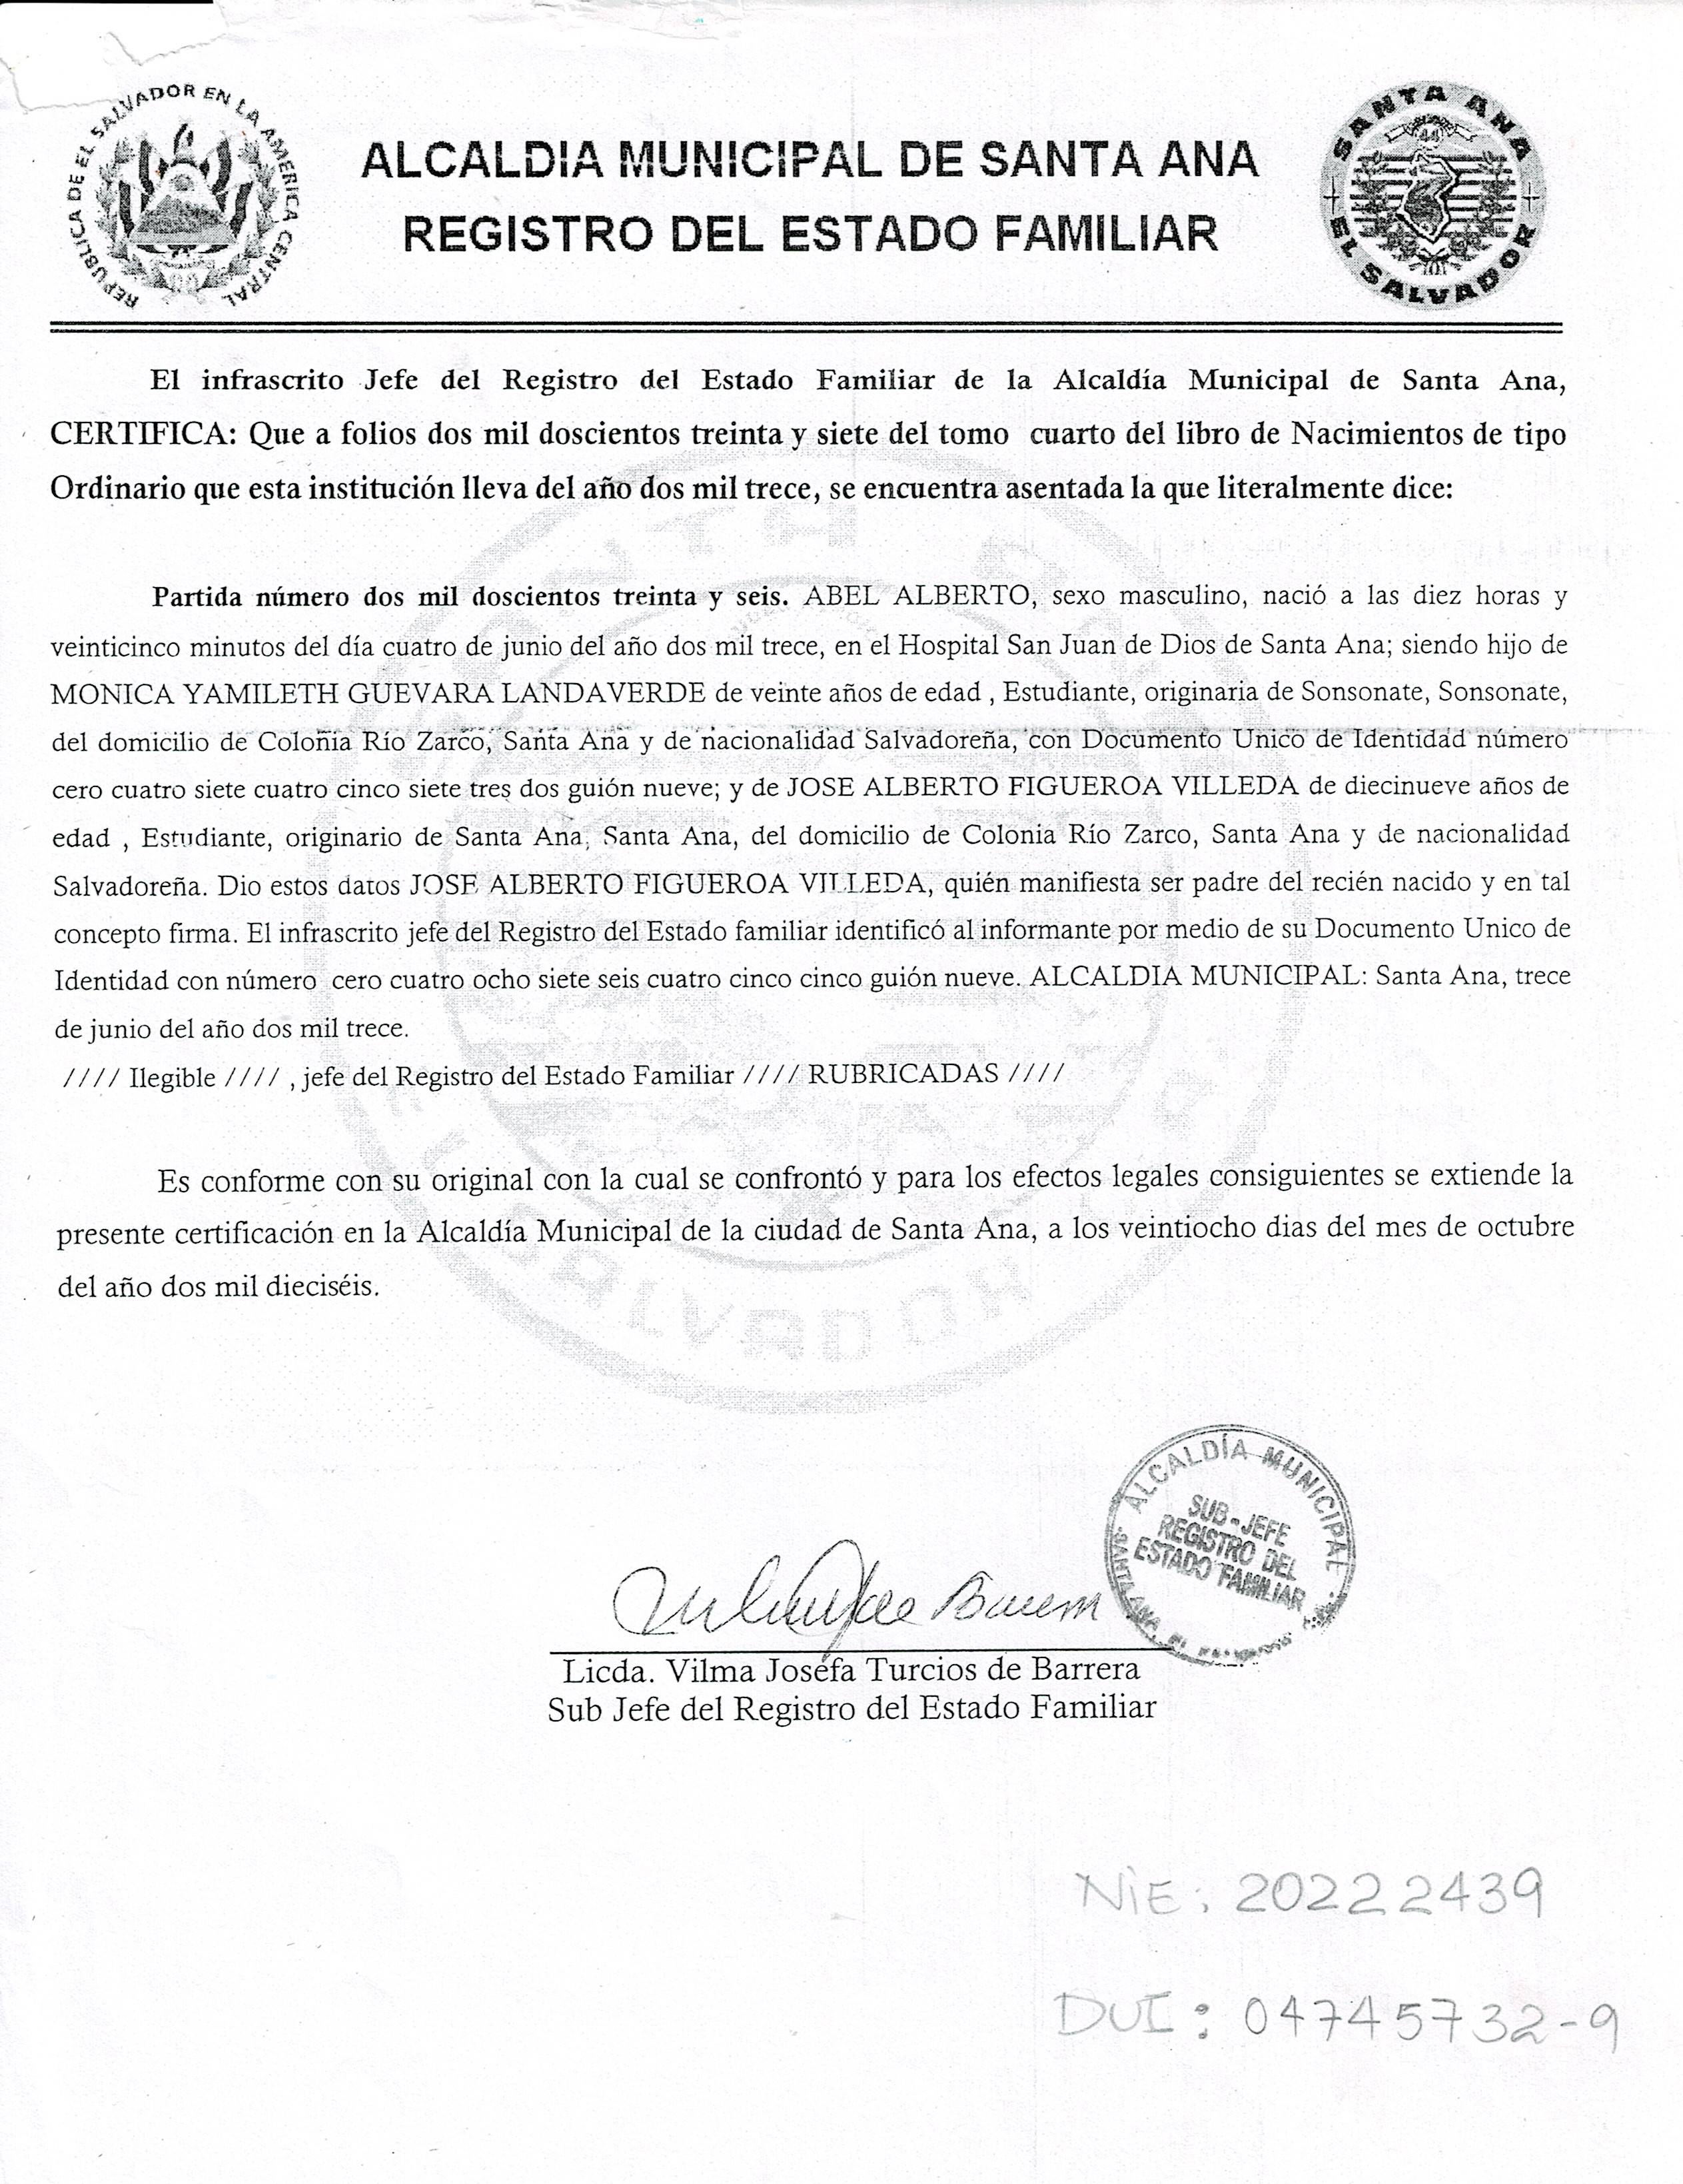 REPUBLICA DE EL SALVADOR EN LA AMERICA CENTRAL
ALCALDIA MUNICIPAL DE SANTA ANA
REGISTRO DEL ESTADO FAMILIAR
SANTA ANA
EL SALVADOR
El infrascrito Jefe del Registro del Estado Familiar de la Alcaldía Municipal de Santa Ana,
CERTIFICA: Que a folios dos mil doscientos treinta y siete del tomo cuarto del libro de Nacimientos de tipo
Ordinario que esta institución lleva del año dos mil trece, se encuentra asentada la que literalmente dice:
Partida número dos mil doscientos treinta y seis. ABEL ALBERTO, sexo masculino, nació a las diez horas y
veinticinco minutos del día cuatro de junio del año dos mil trece, en el Hospital San Juan de Dios de Santa Ana; siendo hijo de
MONICA YAMILETH GUEVARA LANDAVERDE de veinte años de edad , Estudiante, originaria de Sonsonate, Sonsonate,
del domicilio de Colonia Río Zarco, Santa Ana y de nacionalidad Salvadoreña, con Documento Unico de Identidad número
cero cuatro siete cuatro cinco siete tres dos guión nueve; y de JOSE ALBERTO FIGUEROA VILLEDA de diecinueve años de
edad , Estudiante, originario de Santa Ana, Santa Ana, del domicilio de Colonia Río Zarco, Santa Ana y de nacionalidad
Salvadoreña. Dio estos datos JOSE ALBERTO FIGUEROA VILLEDA, quién manifiesta ser padre del recién nacido y en tal
concepto firma. El infrascrito jefe del Registro del Estado familiar identificó al informante por medio de su Documento Unico de
Identidad con número cero cuatro ocho siete seis cuatro cinco cinco guión nueve. ALCALDIA MUNICIPAL: Santa Ana, trece
de junio del año dos mil trece.
//// Ilegible //// , jefe del Registro del Estado Familiar //// RUBRICADAS ////
Es conforme con su original con la cual se confrontó y para los efectos legales consiguientes se extiende la
presente certificación en la Alcaldía Municipal de la ciudad de Santa Ana, a los veintiocho dias del mes de octubre
del año dos mil dieciséis.
ALCALDÍA MUNICIPAL
SUB-JEFE
REGISTRO DEL
ESTADO FAMILIAR
SANTA ANA, EL SALVADOR
Licda. Vilma Joséfa Turcios de Barrera
Sub Jefe del Registro del Estado Familiar
NIE: 20222439
DUI: 04745732-9